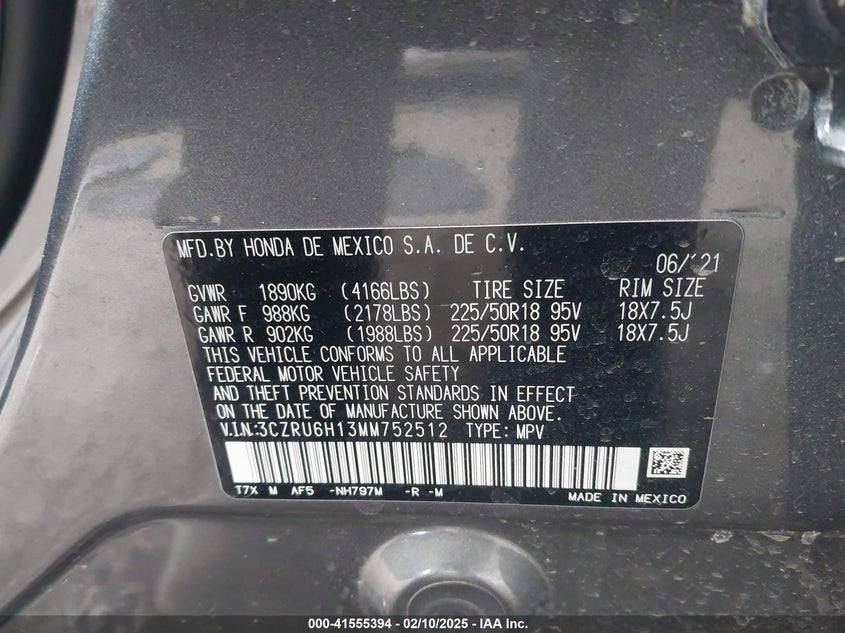 MFD.BY HONDA DE MEXICO S.A. DE C.V.
06/'21
GVWR 1890KG (4166LBS) TIRE SIZE RIM SIZE
GAWR F 988KG (2178LBS) 225/50R18 95V 18X7.5J
GAWR R 902KG (1988LBS) 225/50R18 95V 18X7.5J
THIS VEHICLE CONFORMS TO ALL APPLICABLE
FEDERAL MOTOR VEHICLE SAFETY
AND THEFT PREVENTION STANDARDS IN EFFECT
ON THE DATE OF MANUFACTURE SHOWN ABOVE.
V.I.N:3CZRU6H13MM752512 TYPE: MPV
T7X M AF5 -NH797M -R -M
MADE IN MEXICO
000-41555394 - 02/10/2025 - IAA Inc.